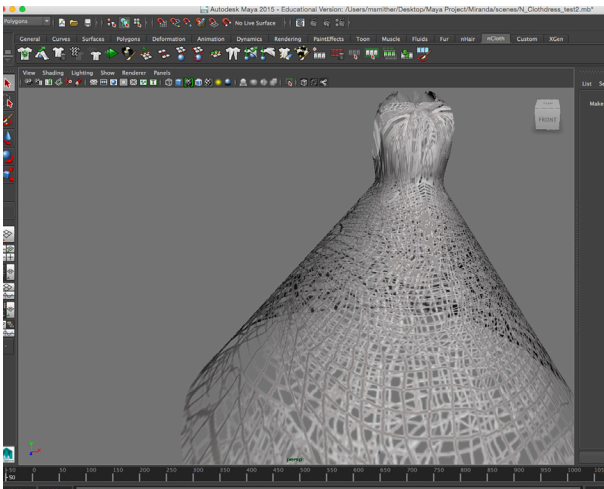 Autodesk Maya 2015 - Educational Version: /Users/msmither/Desktop/Maya Project/Miranda/scenes/N_Clothdress_test2.mb*
Polygons
No Live Surface
General Curves Surfaces Polygons Deformation Animation Dynamics Rendering PaintEffects Toon Muscle Fluids Fur nHair nCloth Custom XGen
View Shading Lighting Show Renderer Panels
List
Make
FRONT
persp
0 50 100 150 200 250 300 350 400 450 500 550 600 650 700 750 800 850 900 950 1000